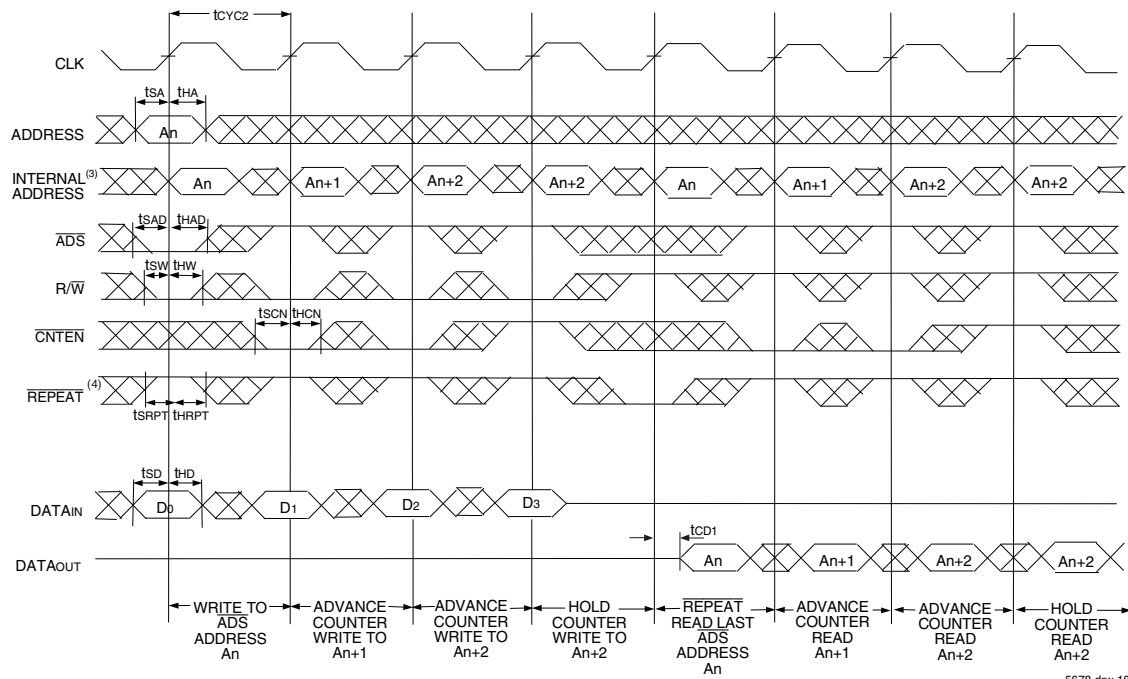 tCYC2
CLK
tSA tHA
ADDRESS An
INTERNAL(3) ADDRESS An An+1 An+2 An+2 An An+1 An+2 An+2
tSAD tHAD
ADS
tSW tHW
R/W
tSCN tHCN
CNTEN
REPEAT(4)
tSRPT tHRPT
tSD tHD
DATAIN D0 D1 D2 D3
tCD1
DATAOUT An An+1 An+2 An+2
WRITE TO ADS ADDRESS An
ADVANCE COUNTER WRITE TO An+1
ADVANCE COUNTER WRITE TO An+2
HOLD COUNTER WRITE TO An+2
REPEAT READ LAST ADS ADDRESS An
ADVANCE COUNTER READ An+1
ADVANCE COUNTER READ An+2
HOLD COUNTER READ An+2